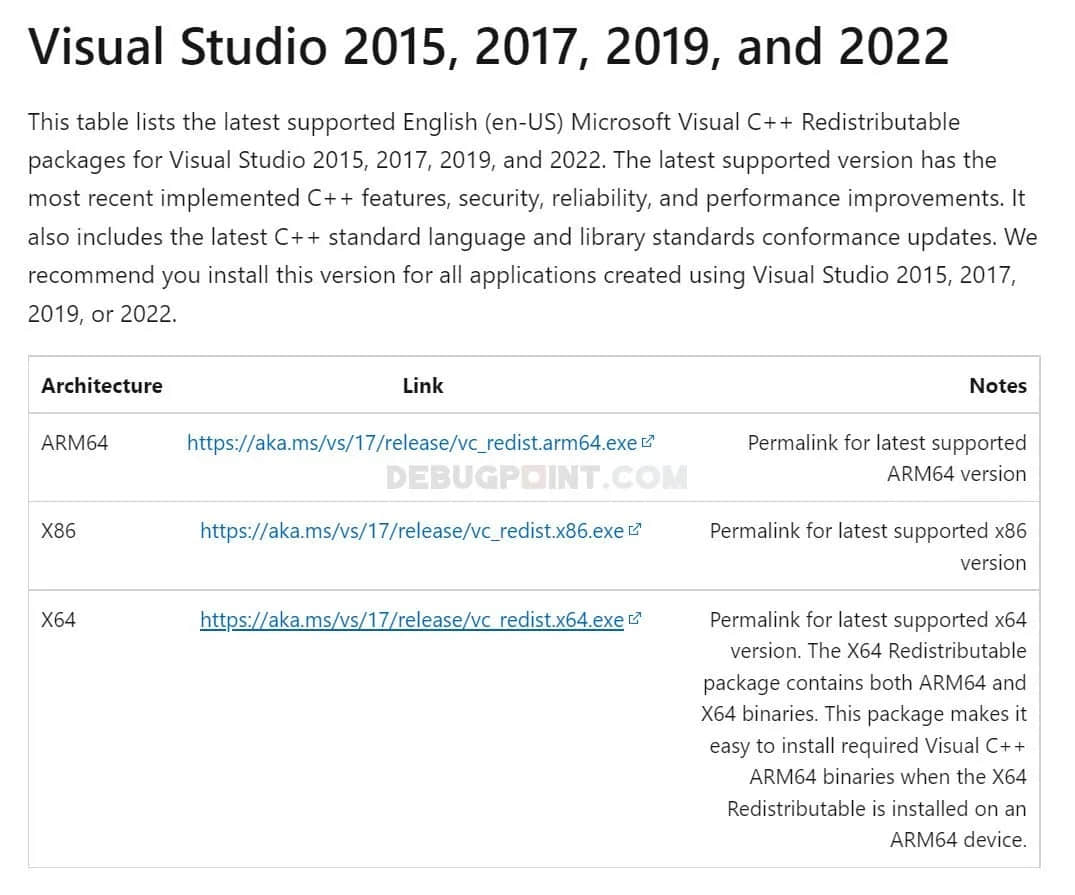 Visual Studio 2015, 2017, 2019, and 2022
This table lists the latest supported English (en-US) Microsoft Visual C++ Redistributable
packages for Visual Studio 2015, 2017, 2019, and 2022. The latest supported version has the
most recent implemented C++ features, security, reliability, and performance improvements. It
also includes the latest C++ standard language and library standards conformance updates. We
recommend you install this version for all applications created using Visual Studio 2015, 2017,
2019, or 2022.
Architecture Link Notes
ARM64 https://aka.ms/vs/17/release/vc_redist.arm64.exe Permalink for latest supported
ARM64 version
DEBUGPOINT.COM
X86 https://aka.ms/vs/17/release/vc_redist.x86.exe Permalink for latest supported x86
version
X64 https://aka.ms/vs/17/release/vc_redist.x64.exe Permalink for latest supported x64
version. The X64 Redistributable
package contains both ARM64 and
X64 binaries. This package makes it
easy to install required Visual C++
ARM64 binaries when the X64
Redistributable is installed on an
ARM64 device.